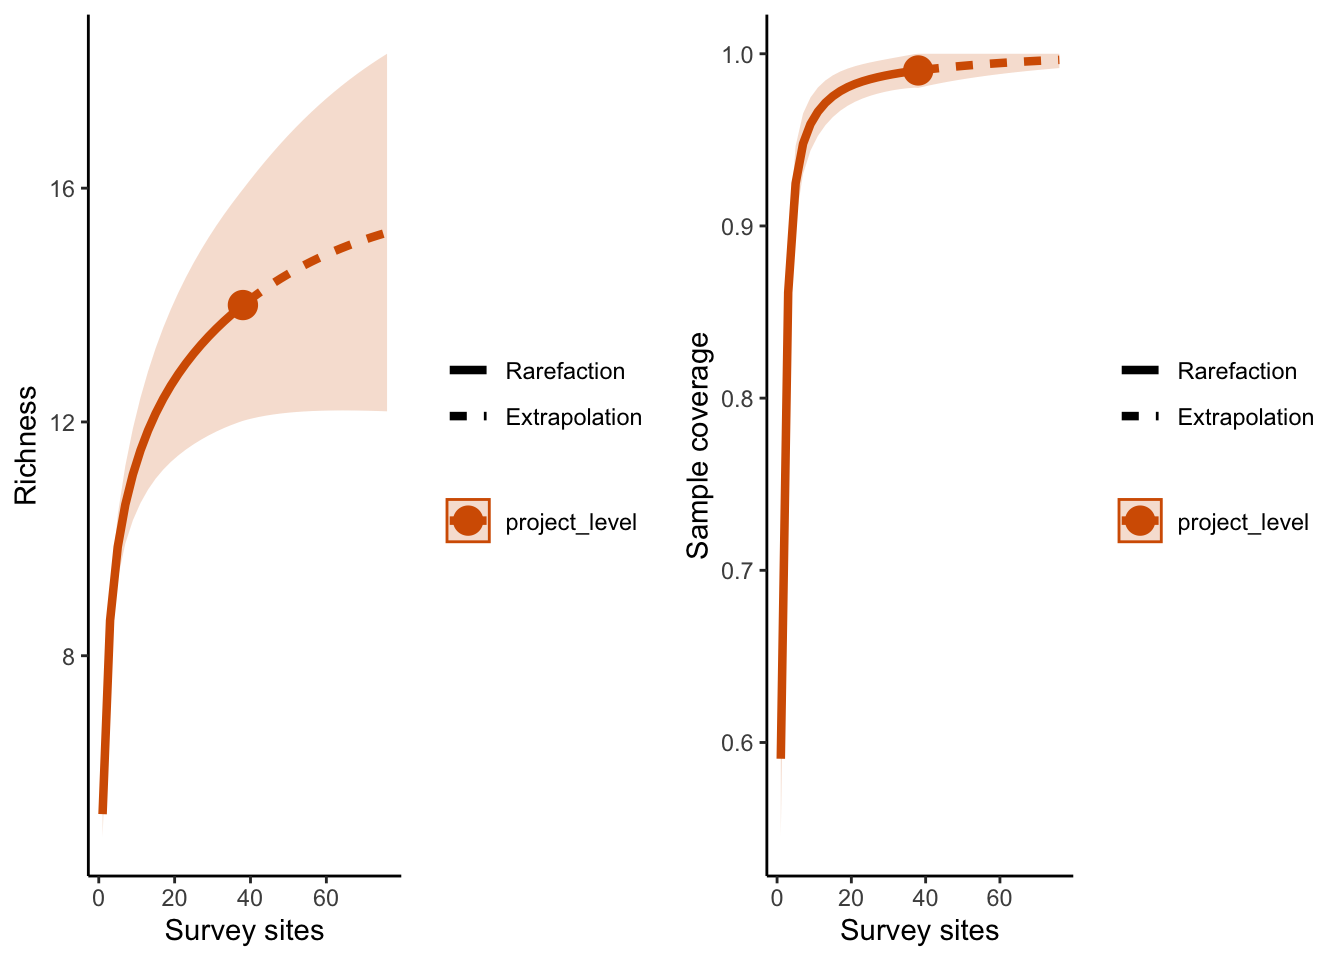 Richness
16
12
8
0 20 40 60
Survey sites
Rarefaction
Extrapolation
project_level
Sample coverage
1.0
0.9
0.8
0.7
0.6
0 20 40 60
Survey sites
Rarefaction
Extrapolation
project_level